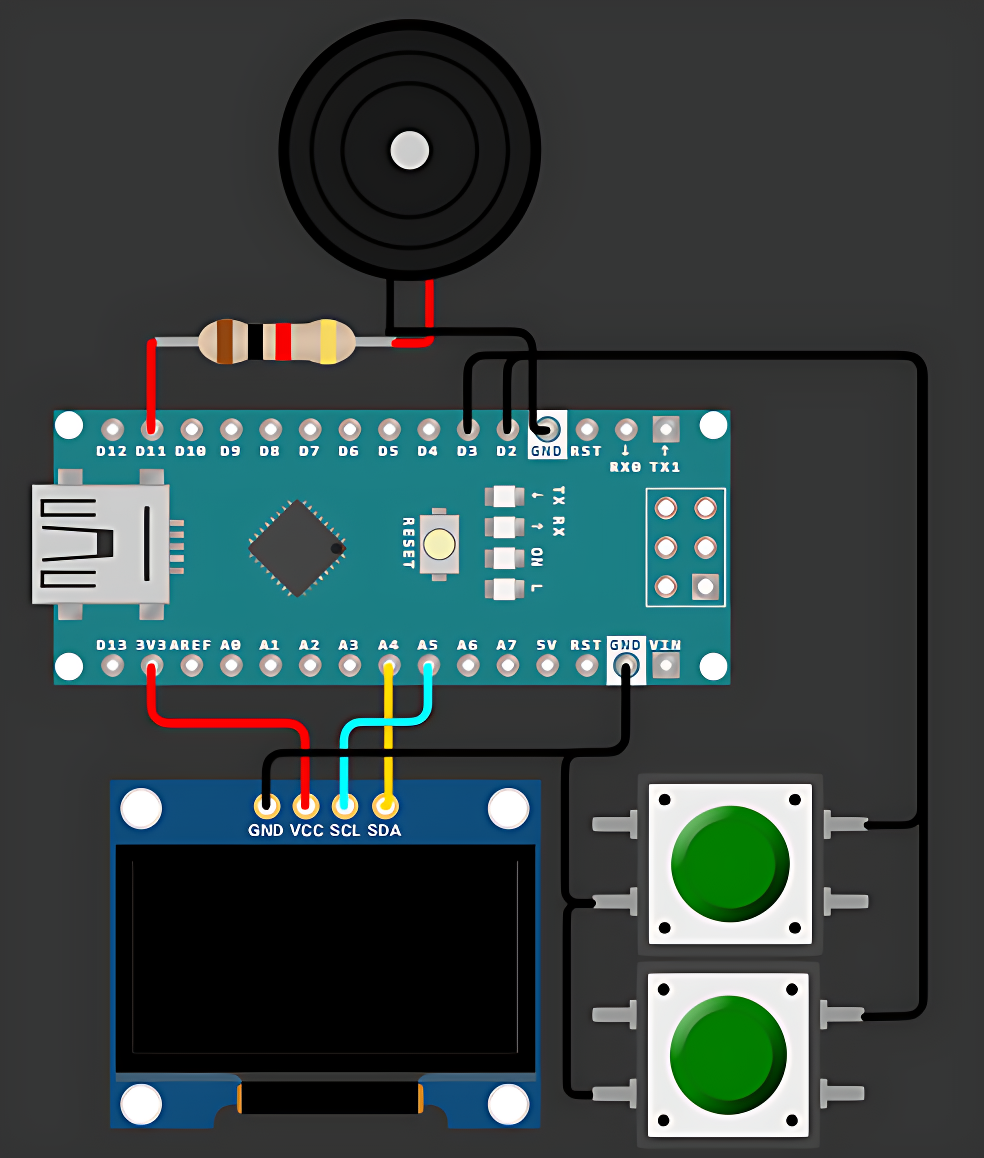 D12 D11 D10 D9 D8 D7 D6 D5 D4 D3 D2 GND RST
↓ ↑
RX0 TX1
← TX
→ RX
RESET
ON
L
D13 3V3 AREF A0 A1 A2 A3 A4 A5 A6 A7 5V RST GND VIN
GND VCC SCL SDA